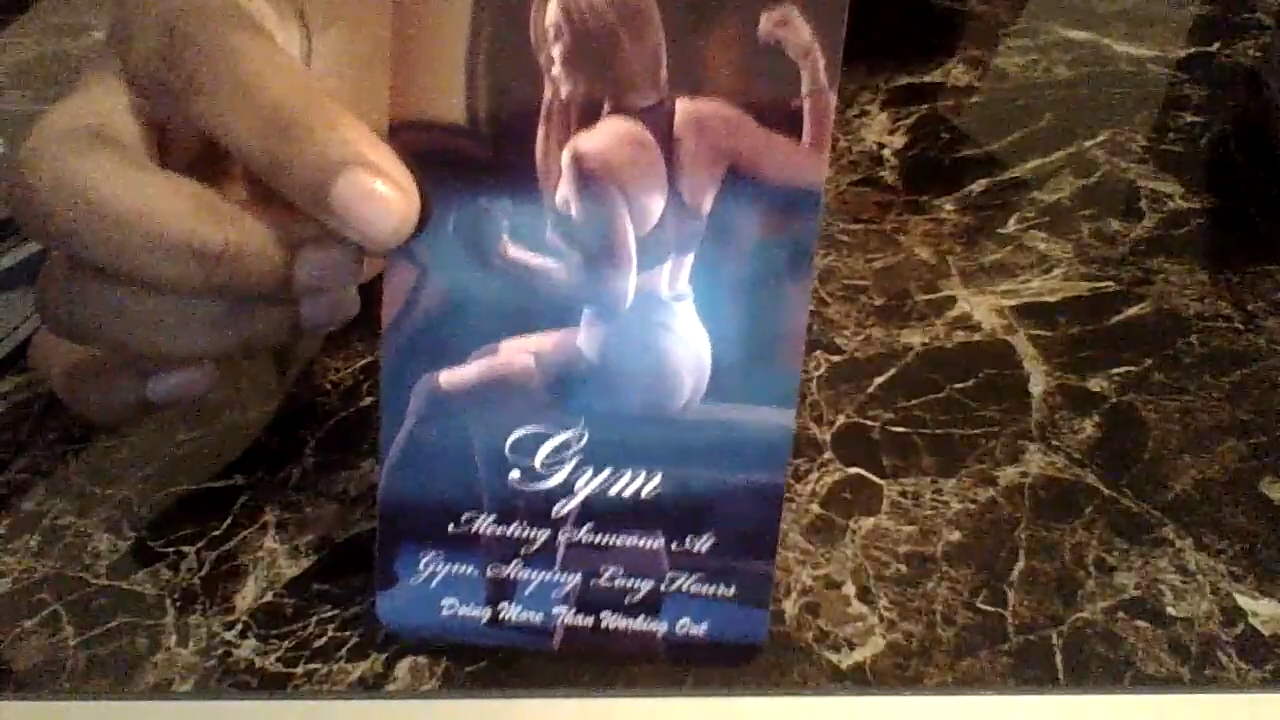 Gym
Meeting Someone At
Gym, Staying Long Hours
Doing More Than Working Out